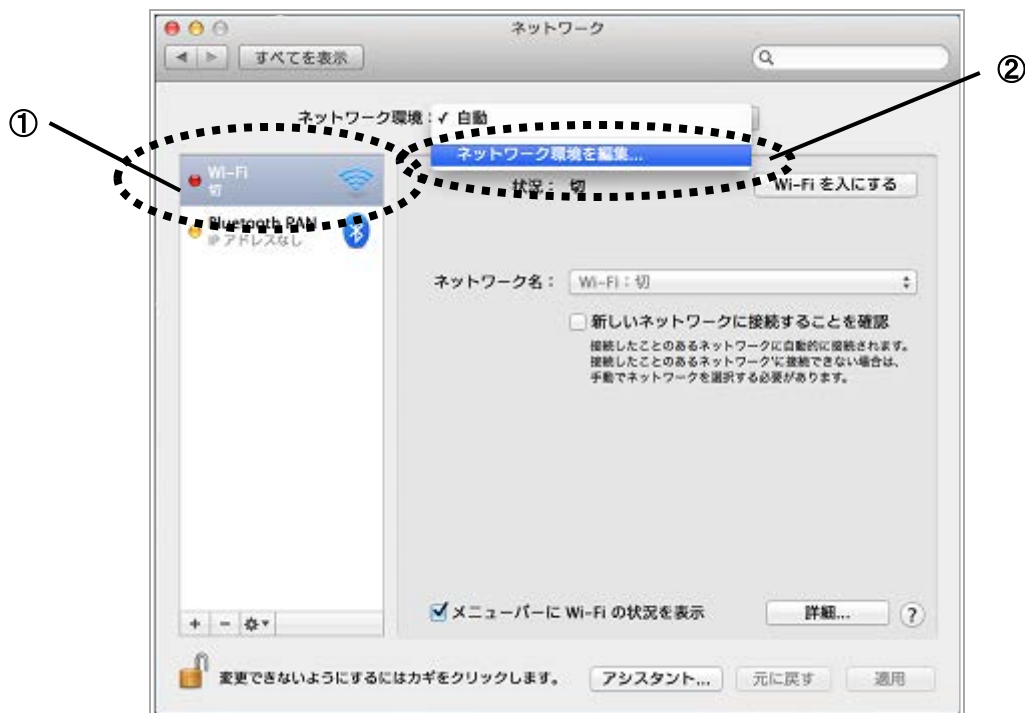 ネットワーク
すべてを表示
②
①
ネットワーク環境：✓ 自動
ネットワーク環境を編集...
Wi-Fi
切
状況： 切
Wi-Fi を入にする
Bluetooth PAN
IP アドレスなし
ネットワーク名： Wi-Fi：切
新しいネットワークに接続することを確認
接続したことのあるネットワークに自動的に接続されます。
接続したことのあるネットワークに接続できない場合は、
手動でネットワークを選択する必要があります。
メニューバーに Wi-Fi の状況を表示
詳細... ?
+ −
変更できないようにするにはカギをクリックします。
アシスタント... 元に戻す 適用